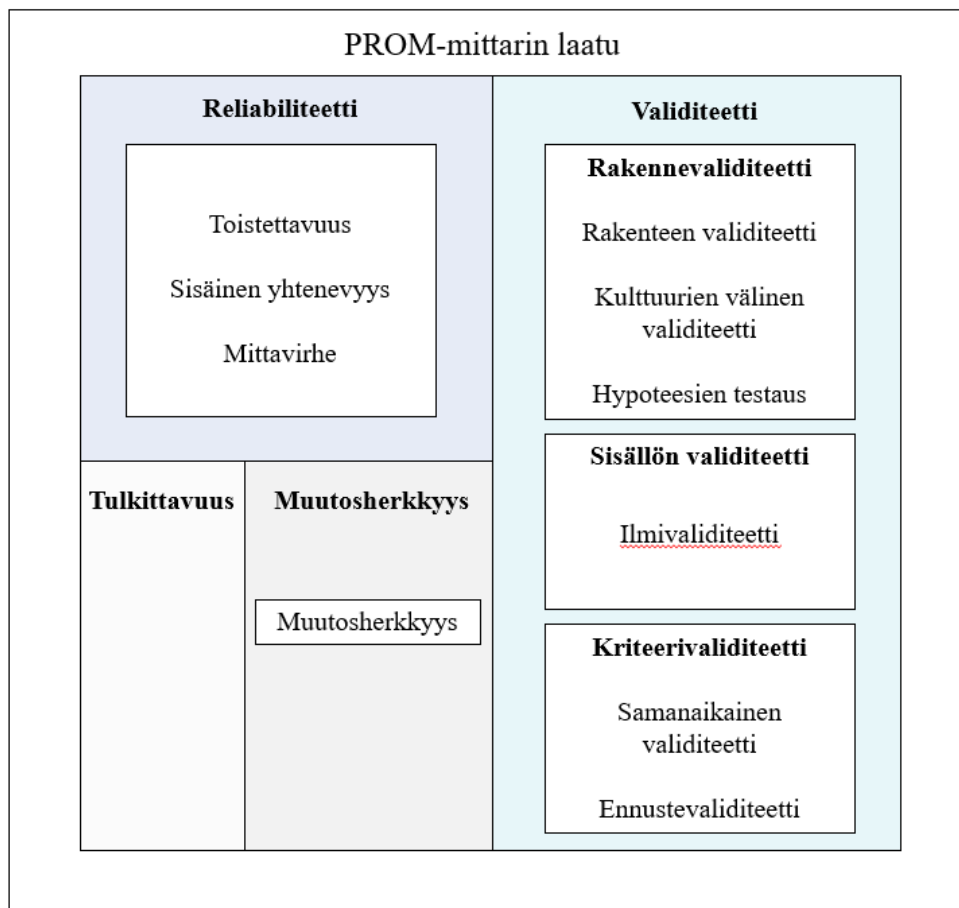 PROM-mittarin laatu
Reliabiliteetti
Toistettavuus
Sisäinen yhtenevyys
Mittavirhe
Tulkittavuus
Muutosherkkyys
Muutosherkkyys
Validiteetti
Rakennevaliditeetti
Rakenteen validiteetti
Kulttuurien välinen
validiteetti
Hypoteesien testaus
Sisällön validiteetti
Ilmivaliditeetti
Kriteerivaliditeetti
Samanaikainen
validiteetti
Ennustevaliditeetti